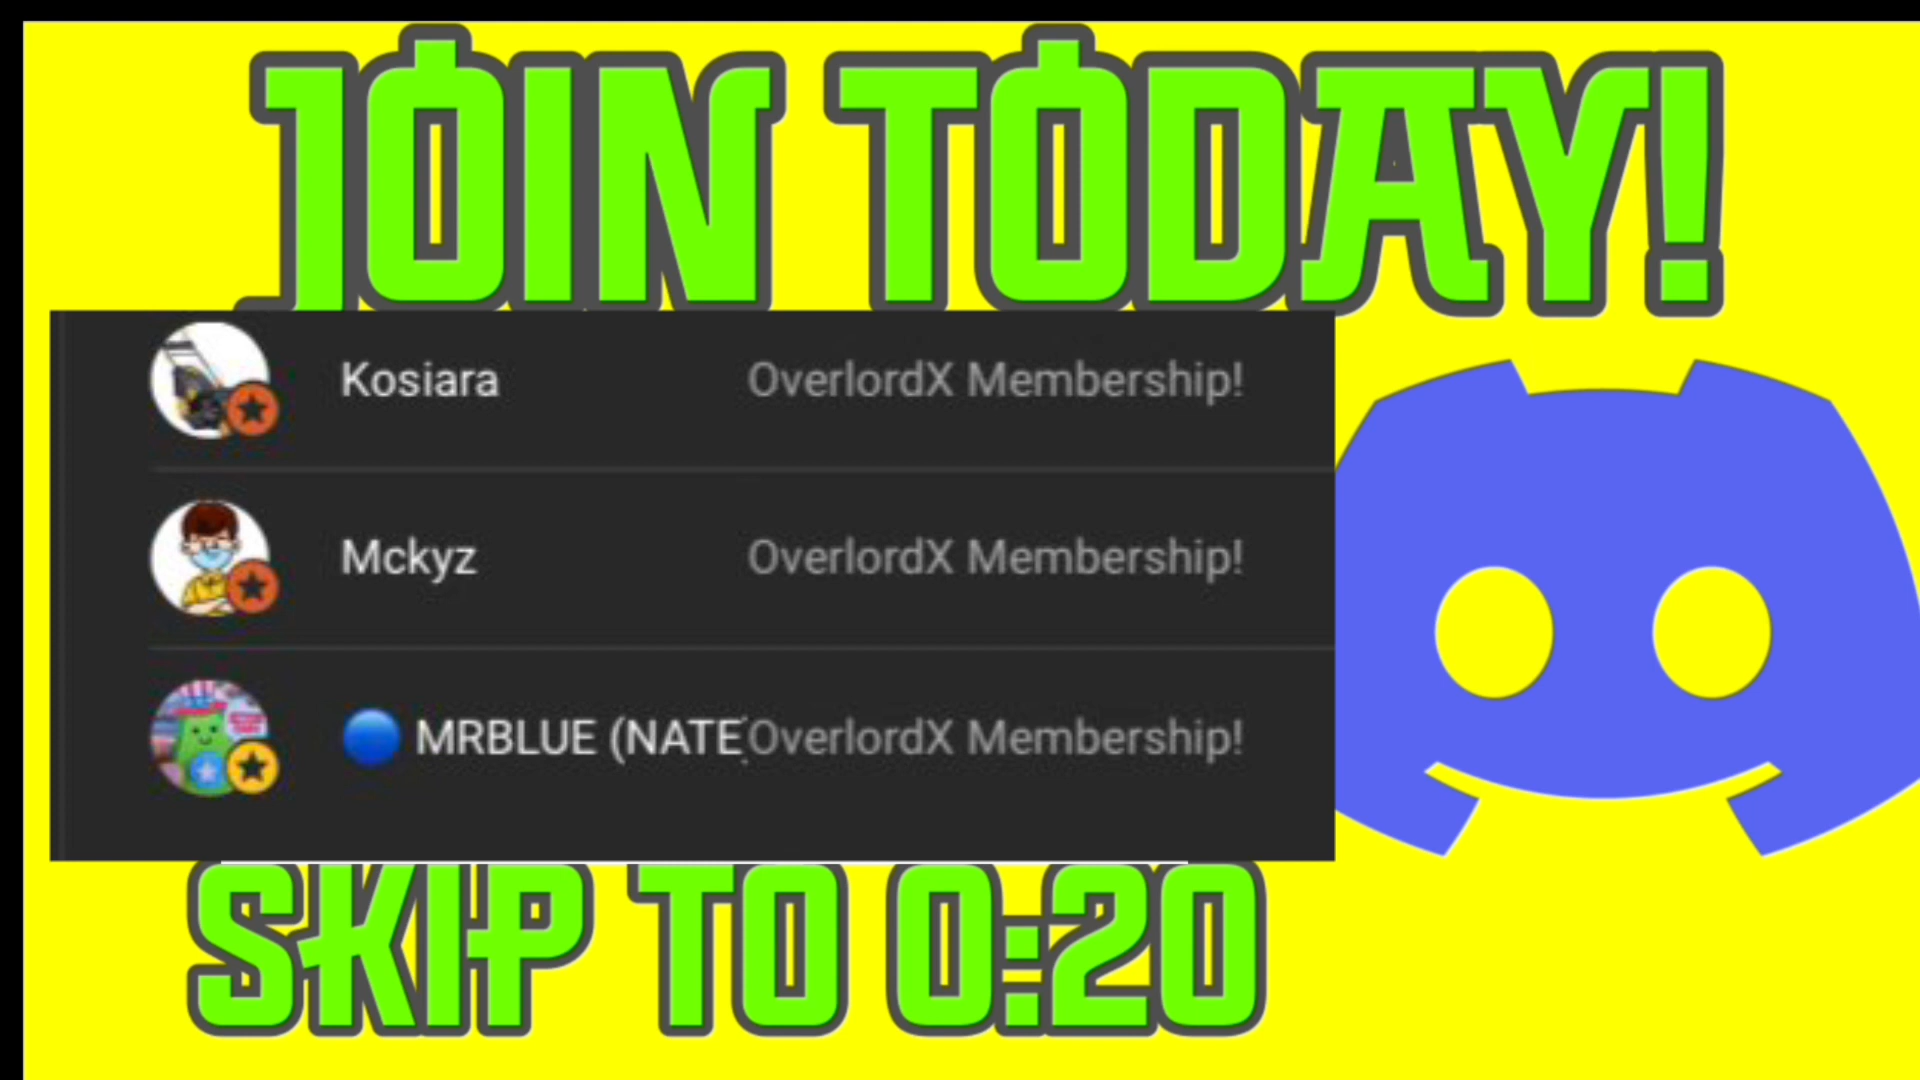 JOIN TODAY!
Kosiara OverlordX Membership!
Mckyz OverlordX Membership!
🔵 MRBLUE (NATE OverlordX Membership!
SKIP TO 0:20